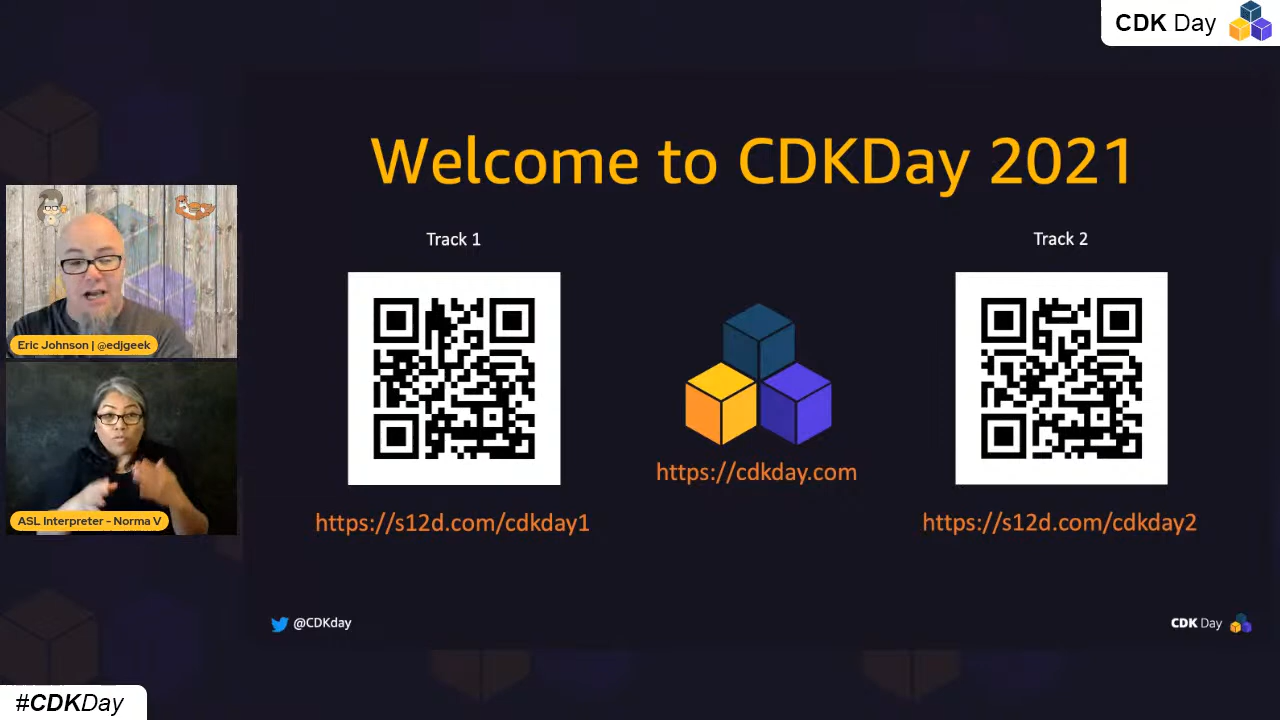 CDK Day
Welcome to CDKDay 2021
Track 1
Track 2
Eric Johnson | @edjgeek
https://cdkday.com
ASL Interpreter - Norma V
https://s12d.com/cdkday1
https://s12d.com/cdkday2
@CDKday
CDK Day
#CDKDay